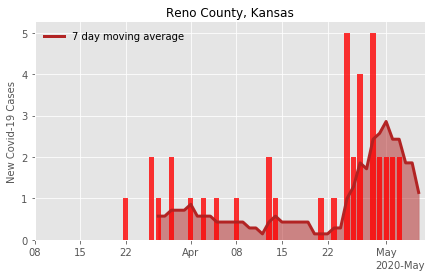 Reno County, Kansas
7 day moving average
New Covid-19 Cases
5
4
3
2
1
0
08 15 22 Apr 08 15 22 May
2020-May